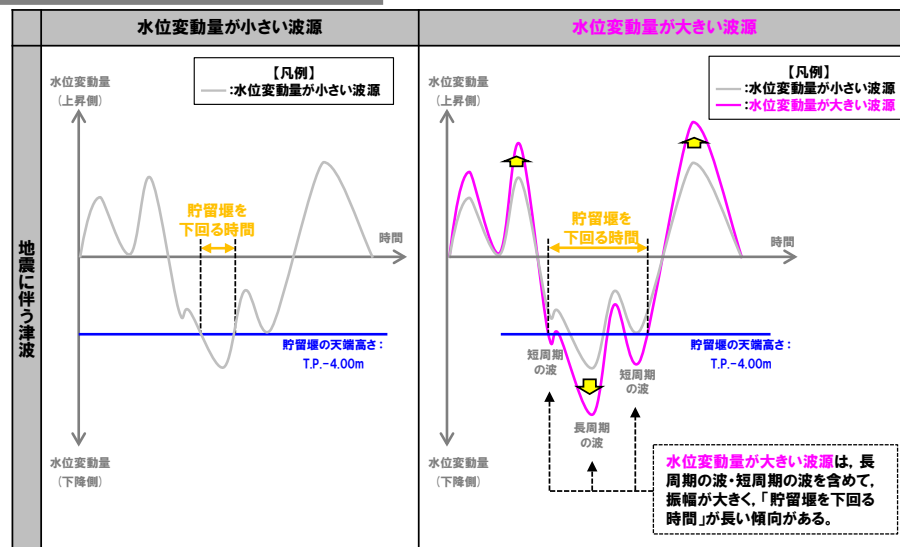 水位変動量が小さい波源
水位変動量が大きい波源
地震に伴う津波
水位変動量
（上昇側）
【凡例】
:水位変動量が小さい波源
貯留堰を
下回る時間
時間
貯留堰の天端高さ：
T.P.-4.00m
水位変動量
（下降側）
水位変動量
（上昇側）
【凡例】
:水位変動量が小さい波源
:水位変動量が大きい波源
貯留堰を
下回る時間
時間
貯留堰の天端高さ：
T.P.-4.00m
短周期
の波
短周期
の波
長周期
の波
水位変動量
（下降側）
水位変動量が大きい波源は，長
周期の波・短周期の波を含めて，
振幅が大きく，「貯留堰を下回る
時間」が長い傾向がある。